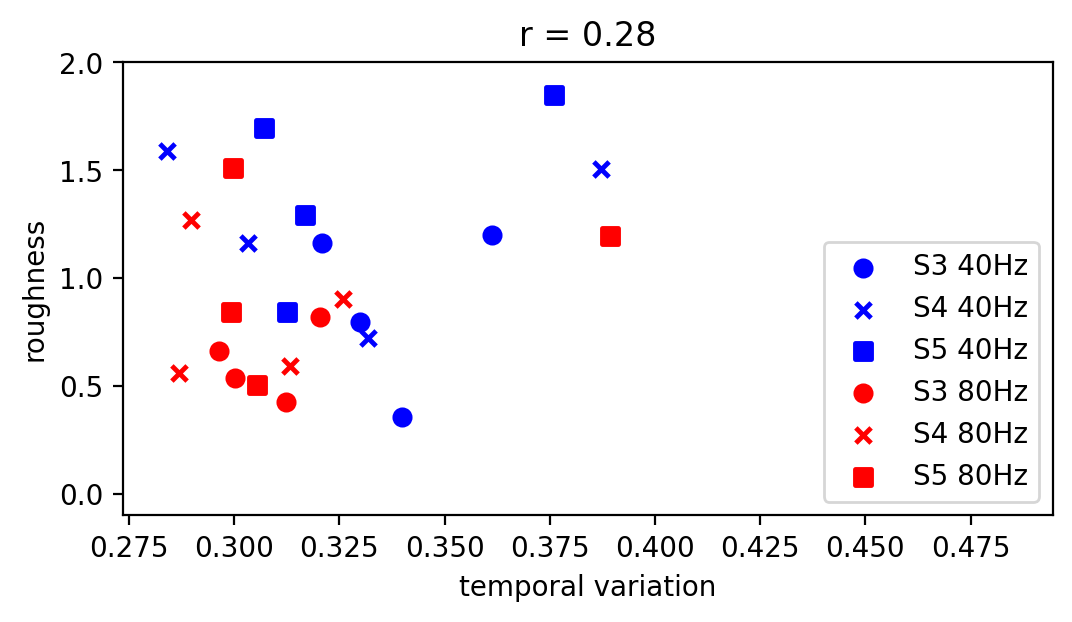 r = 0.28
roughness
2.0
1.5
1.0
0.5
0.0
S3 40Hz
S4 40Hz
S5 40Hz
S3 80Hz
S4 80Hz
S5 80Hz
0.275 0.300 0.325 0.350 0.375 0.400 0.425 0.450 0.475
temporal variation